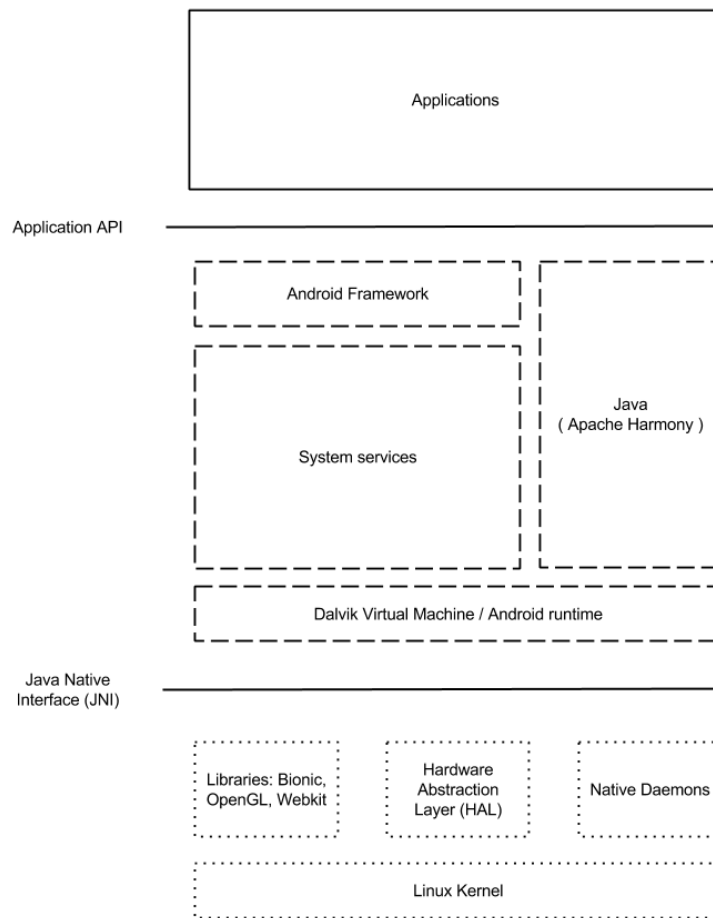 Applications
Application API
Android Framework
Java
( Apache Harmony )
System services
Dalvik Virtual Machine / Android runtime
Java Native
Interface (JNI)
Libraries: Bionic,
OpenGL, Webkit
Hardware
Abstraction
Layer (HAL)
Native Daemons
Linux Kernel